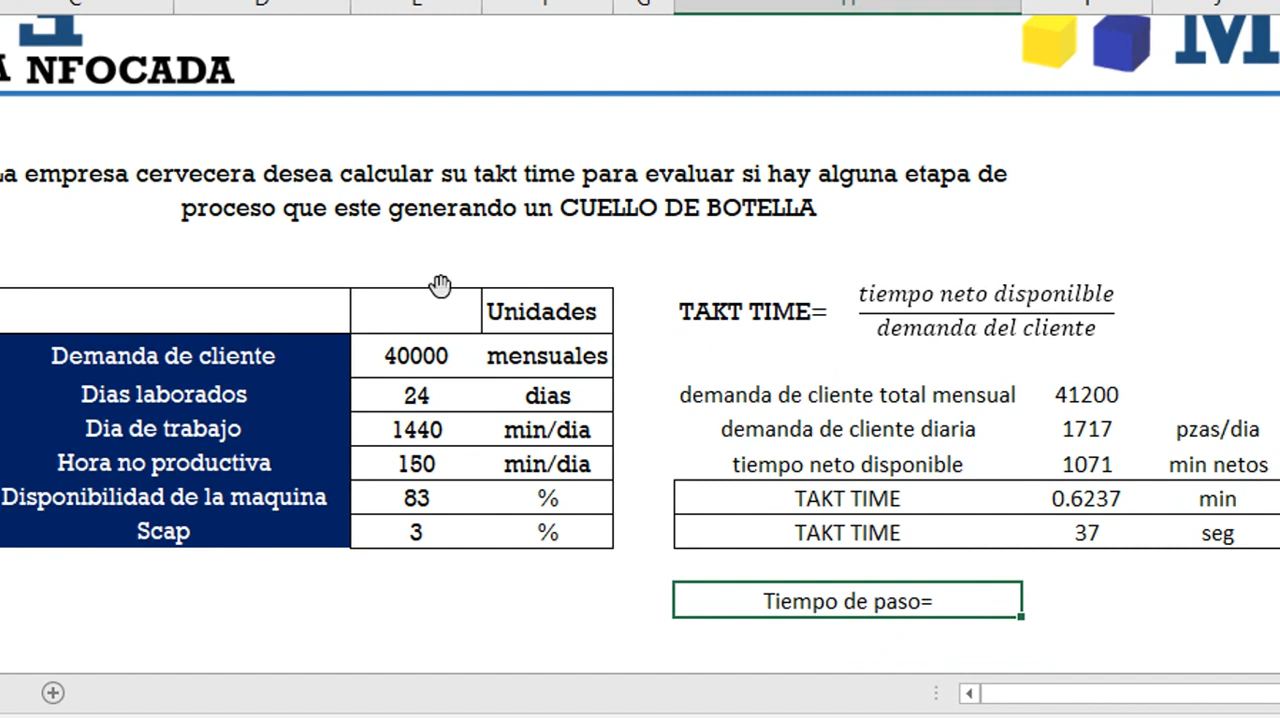 NFOCADA
M
La empresa cervecera desea calcular su takt time para evaluar si hay alguna etapa de
proceso que este generando un CUELLO DE BOTELLA
Unidades
Demanda de cliente 40000 mensuales
Dias laborados 24 dias
Dia de trabajo 1440 min/dia
Hora no productiva 150 min/dia
Disponibilidad de la maquina 83 %
Scap 3 %
TAKT TIME= tiempo neto disponilble
demanda del cliente
demanda de cliente total mensual 41200
demanda de cliente diaria 1717 pzas/dia
tiempo neto disponible 1071 min netos
TAKT TIME 0.6237 min
TAKT TIME 37 seg
Tiempo de paso=